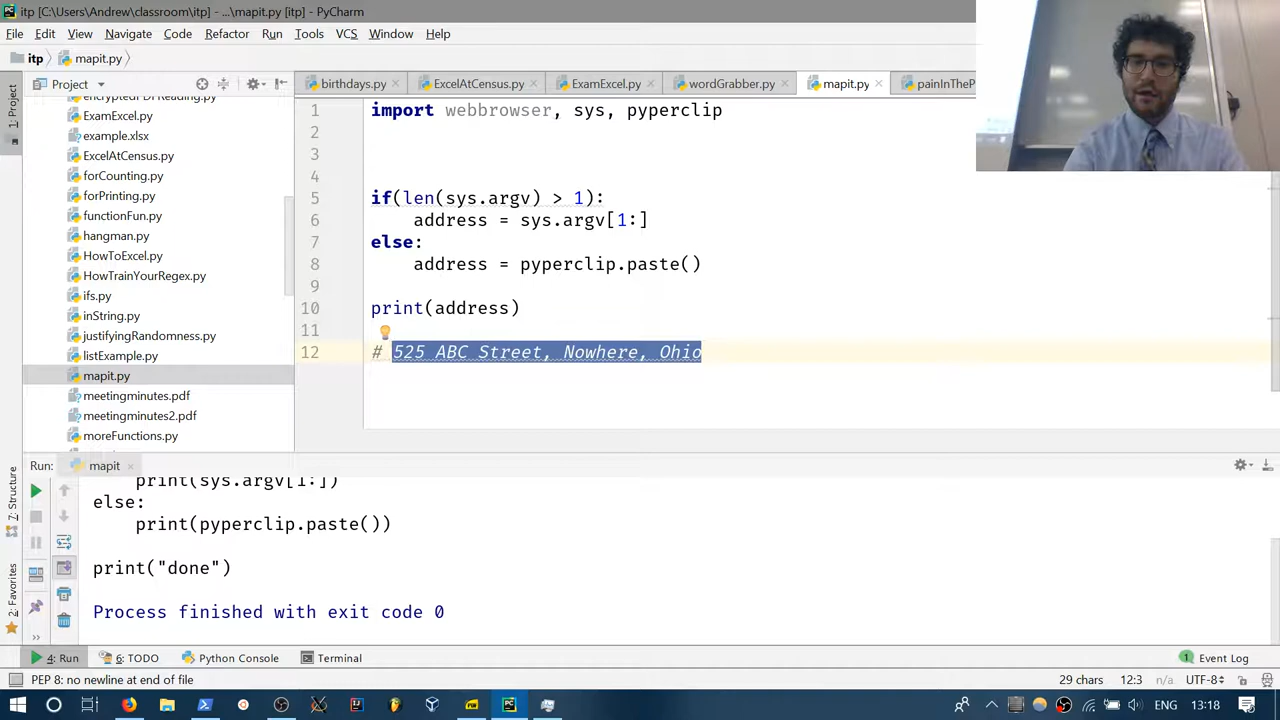 itp [C:\Users\Andrew\classroom\itp] - ...\mapit.py [itp] - PyCharm
File Edit View Navigate Code Refactor Run Tools VCS Window Help
itp mapit.py
1: Project
Project
birthdays.py ExcelAtCensus.py ExamExcel.py wordGrabber.py mapit.py painInTheP
ExamExcel.py
example.xlsx
ExcelAtCensus.py
forCounting.py
forPrinting.py
functionFun.py
hangman.py
HowToExcel.py
HowTrainYourRegex.py
ifs.py
inString.py
justifyingRandomness.py
listExample.py
mapit.py
meetingminutes.pdf
meetingminutes2.pdf
moreFunctions.py
1 import webbrowser, sys, pyperclip
2
3
4
5 if(len(sys.argv) > 1):
6 address = sys.argv[1:]
7 else:
8 address = pyperclip.paste()
9
10 print(address)
11
12 # 525 ABC Street, Nowhere, Ohio
Run: mapit
7: Structure
2: Favorites
print(sys.argv[1:])
else:
print(pyperclip.paste())
print("done")
Process finished with exit code 0
4: Run 6: TODO Python Console Terminal 1 Event Log
PEP 8: no newline at end of file 29 chars 12:3 n/a UTF-8
13:18